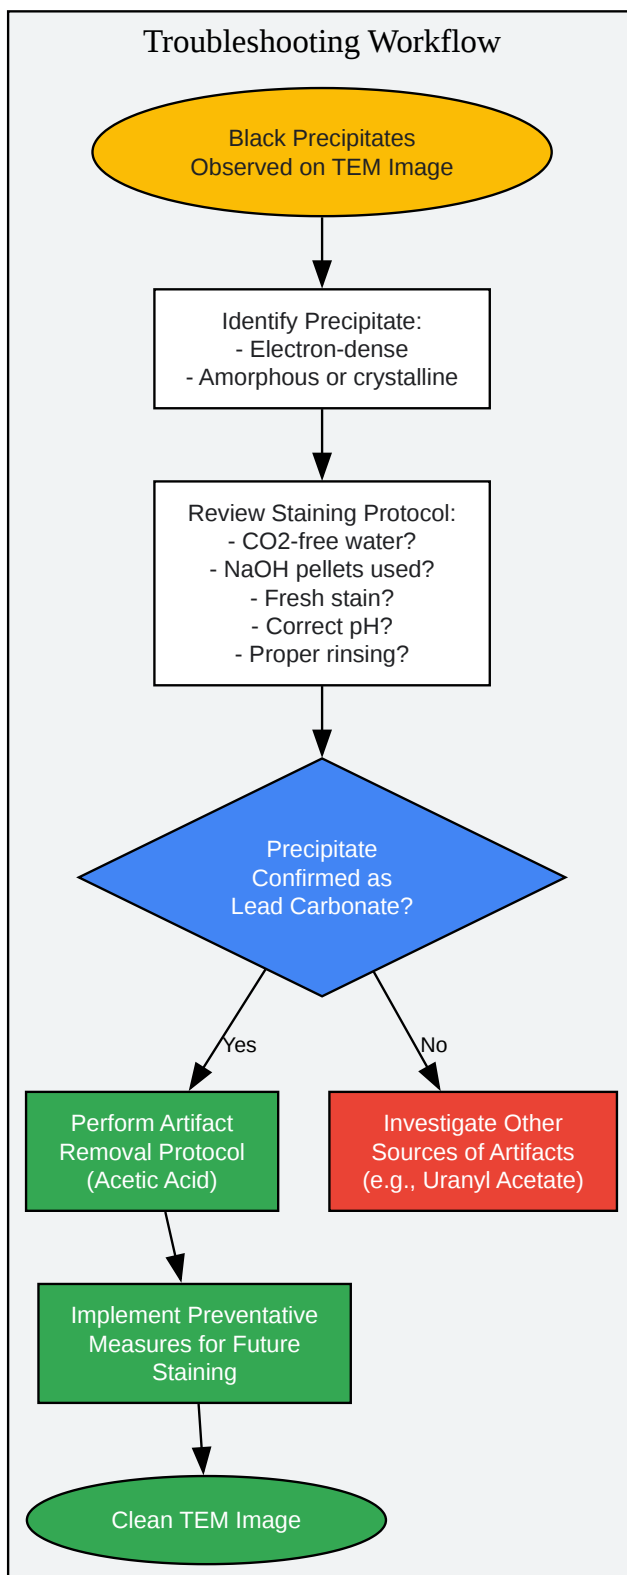 Troubleshooting Workflow
Black Precipitates
Observed on TEM Image
Identify Precipitate:
- Electron-dense
- Amorphous or crystalline
Review Staining Protocol:
- CO2-free water?
- NaOH pellets used?
- Fresh stain?
- Correct pH?
- Proper rinsing?
Precipitate
Confirmed as
Lead Carbonate?
Yes
No
Perform Artifact
Removal Protocol
(Acetic Acid)
Investigate Other
Sources of Artifacts
(e.g., Uranyl Acetate)
Implement Preventative
Measures for Future
Staining
Clean TEM Image